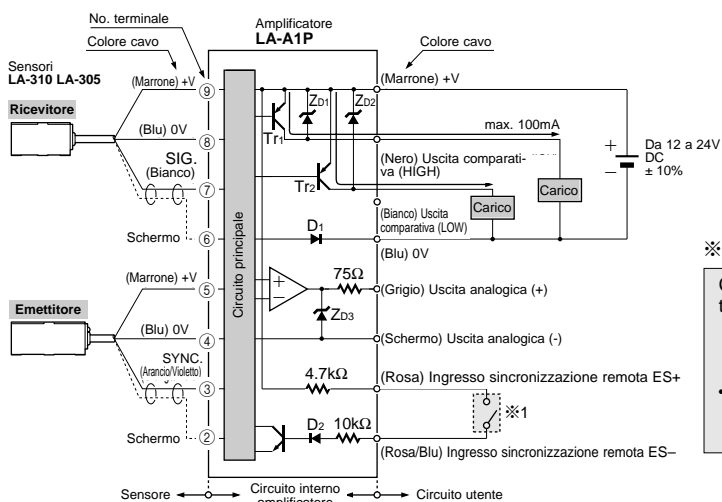 No. terminale
Amplificatore
LA-A1P
Colore cavo
Colore cavo
Sensori
LA-310 LA-305
Ricevitore
(Marrone) +V
9
(Marrone) +V
ZD1
ZD2
Tr1
max. 100mA
(Blu) 0V
8
SIG.
(Bianco)
7
Tr2
(Nero) Uscita comparati-
va (HIGH)
Carico
Carico
+
−
Da 12 a 24V
DC
± 10%
(Bianco) Uscita
comparativa (LOW)
Schermo
6
D1
(Blu) 0V
※
Circuito principale
(Marrone) +V
5
+
−
75Ω
(Grigio) Uscita analogica (+)
Emettitore
ZD3
(Blu) 0V
4
(Schermo) Uscita analogica (-)
SYNC.
(Arancio/Violetto)
3
4.7kΩ
(Rosa) Ingresso sincronizzazione remota ES+
※1
Schermo
2
D2
10kΩ
(Rosa/Blu) Ingresso sincronizzazione remota ES–
Sensore
Circuito interno
amplificatore
Circuito utente